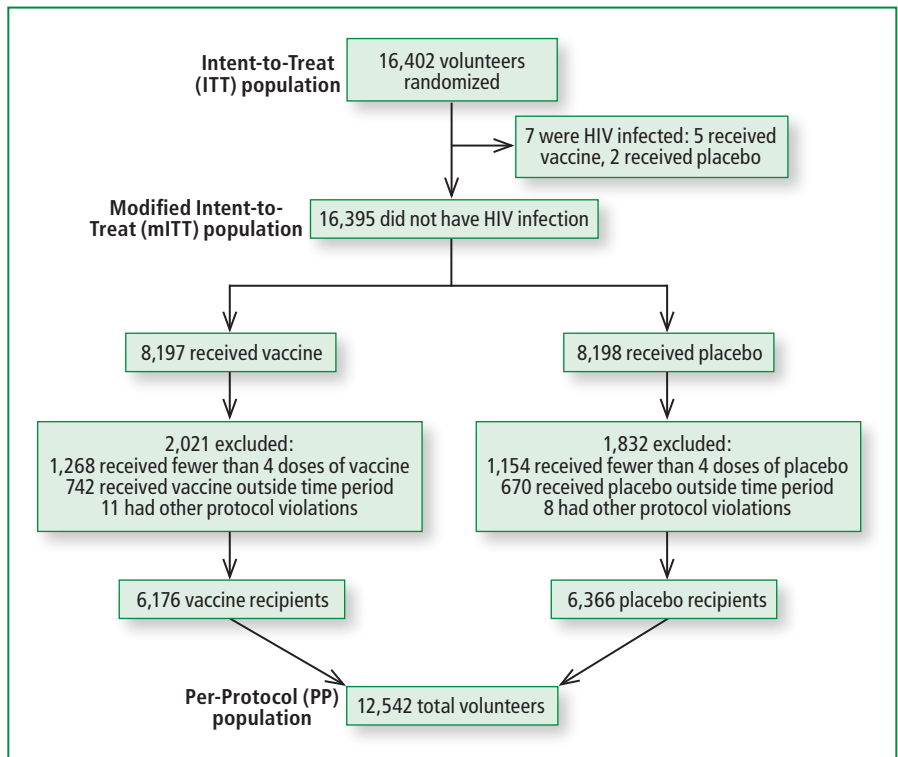 Intent-to-Treat
(ITT) population
16,402 volunteers
randomized
7 were HIV infected: 5 received
vaccine, 2 received placebo
Modified Intent-to-
Treat (mITT) population
16,395 did not have HIV infection
8,197 received vaccine
8,198 received placebo
2,021 excluded:
1,268 received fewer than 4 doses of vaccine
742 received vaccine outside time period
11 had other protocol violations
1,832 excluded:
1,154 received fewer than 4 doses of placebo
670 received placebo outside time period
8 had other protocol violations
6,176 vaccine recipients
6,366 placebo recipients
Per-Protocol (PP)
population
12,542 total volunteers